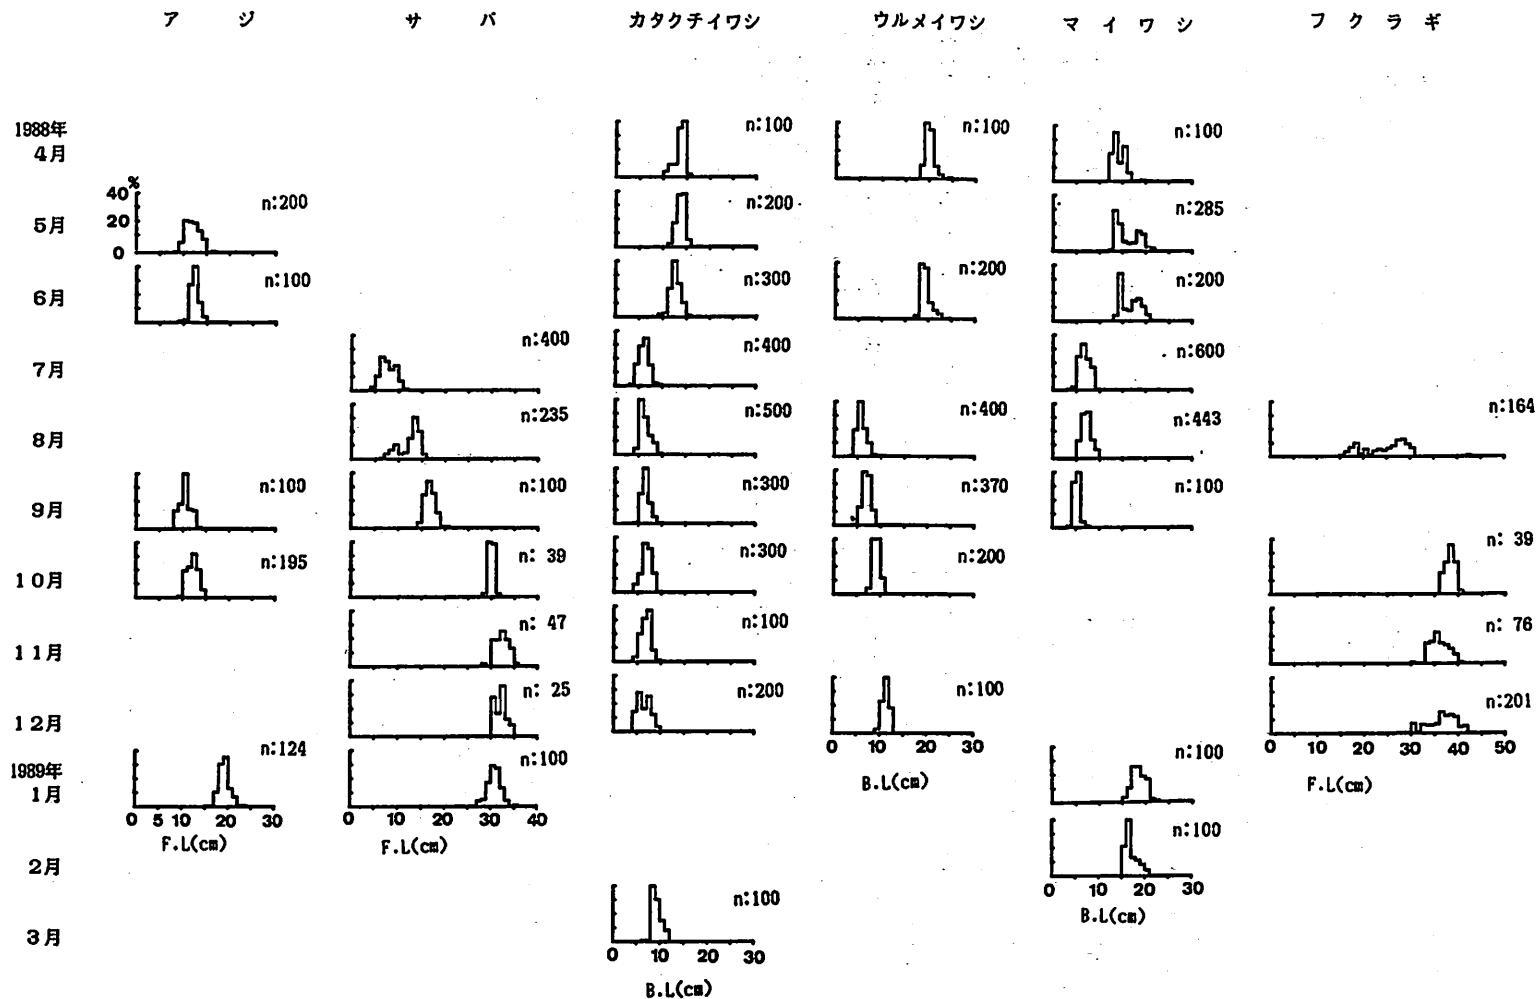 アジ サバ カタクチイワシ ウルメイワシ マイワシ フクラギ
1988年
4月 n:100 n:100 n:100
40%
20
0
5月 n:200 n:200 n:285
6月 n:100 n:300 n:200 n:200
7月 n:400 n:400 n:600
8月 n:235 n:500 n:400 n:443 n:164
9月 n:100 n:100 n:300 n:370 n:100
10月 n:195 n: 39 n:300 n:200 n: 39
11月 n: 47 n:100 n: 76
12月 n: 25 n:200 n:100 n:201
0 10 20 30
B.L(cm)
0 10 20 30 40 50
F.L(cm)
1989年
1月 n:124 n:100 n:100
0 5 10 20 30
F.L(cm)
0 10 20 30 40
F.L(cm)
2月 n:100
0 10 20 30
B.L(cm)
3月 n:100
0 10 20 30
B.L(cm)